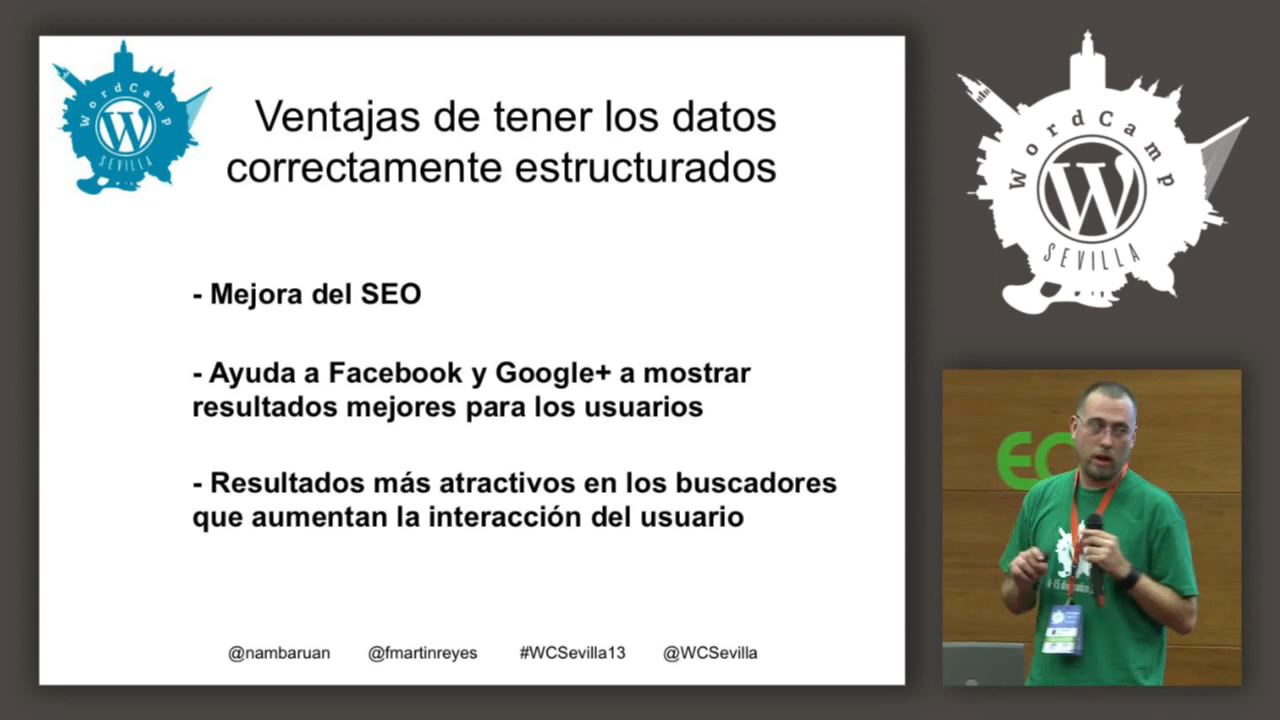 WordCamp
SEVILLA
Ventajas de tener los datos
correctamente estructurados
- Mejora del SEO
- Ayuda a Facebook y Google+ a mostrar
resultados mejores para los usuarios
- Resultados más atractivos en los buscadores
que aumentan la interacción del usuario
@nambaruan @fmartinreyes #WCSevilla13 @WCSevilla
WordCamp
SEVILLA